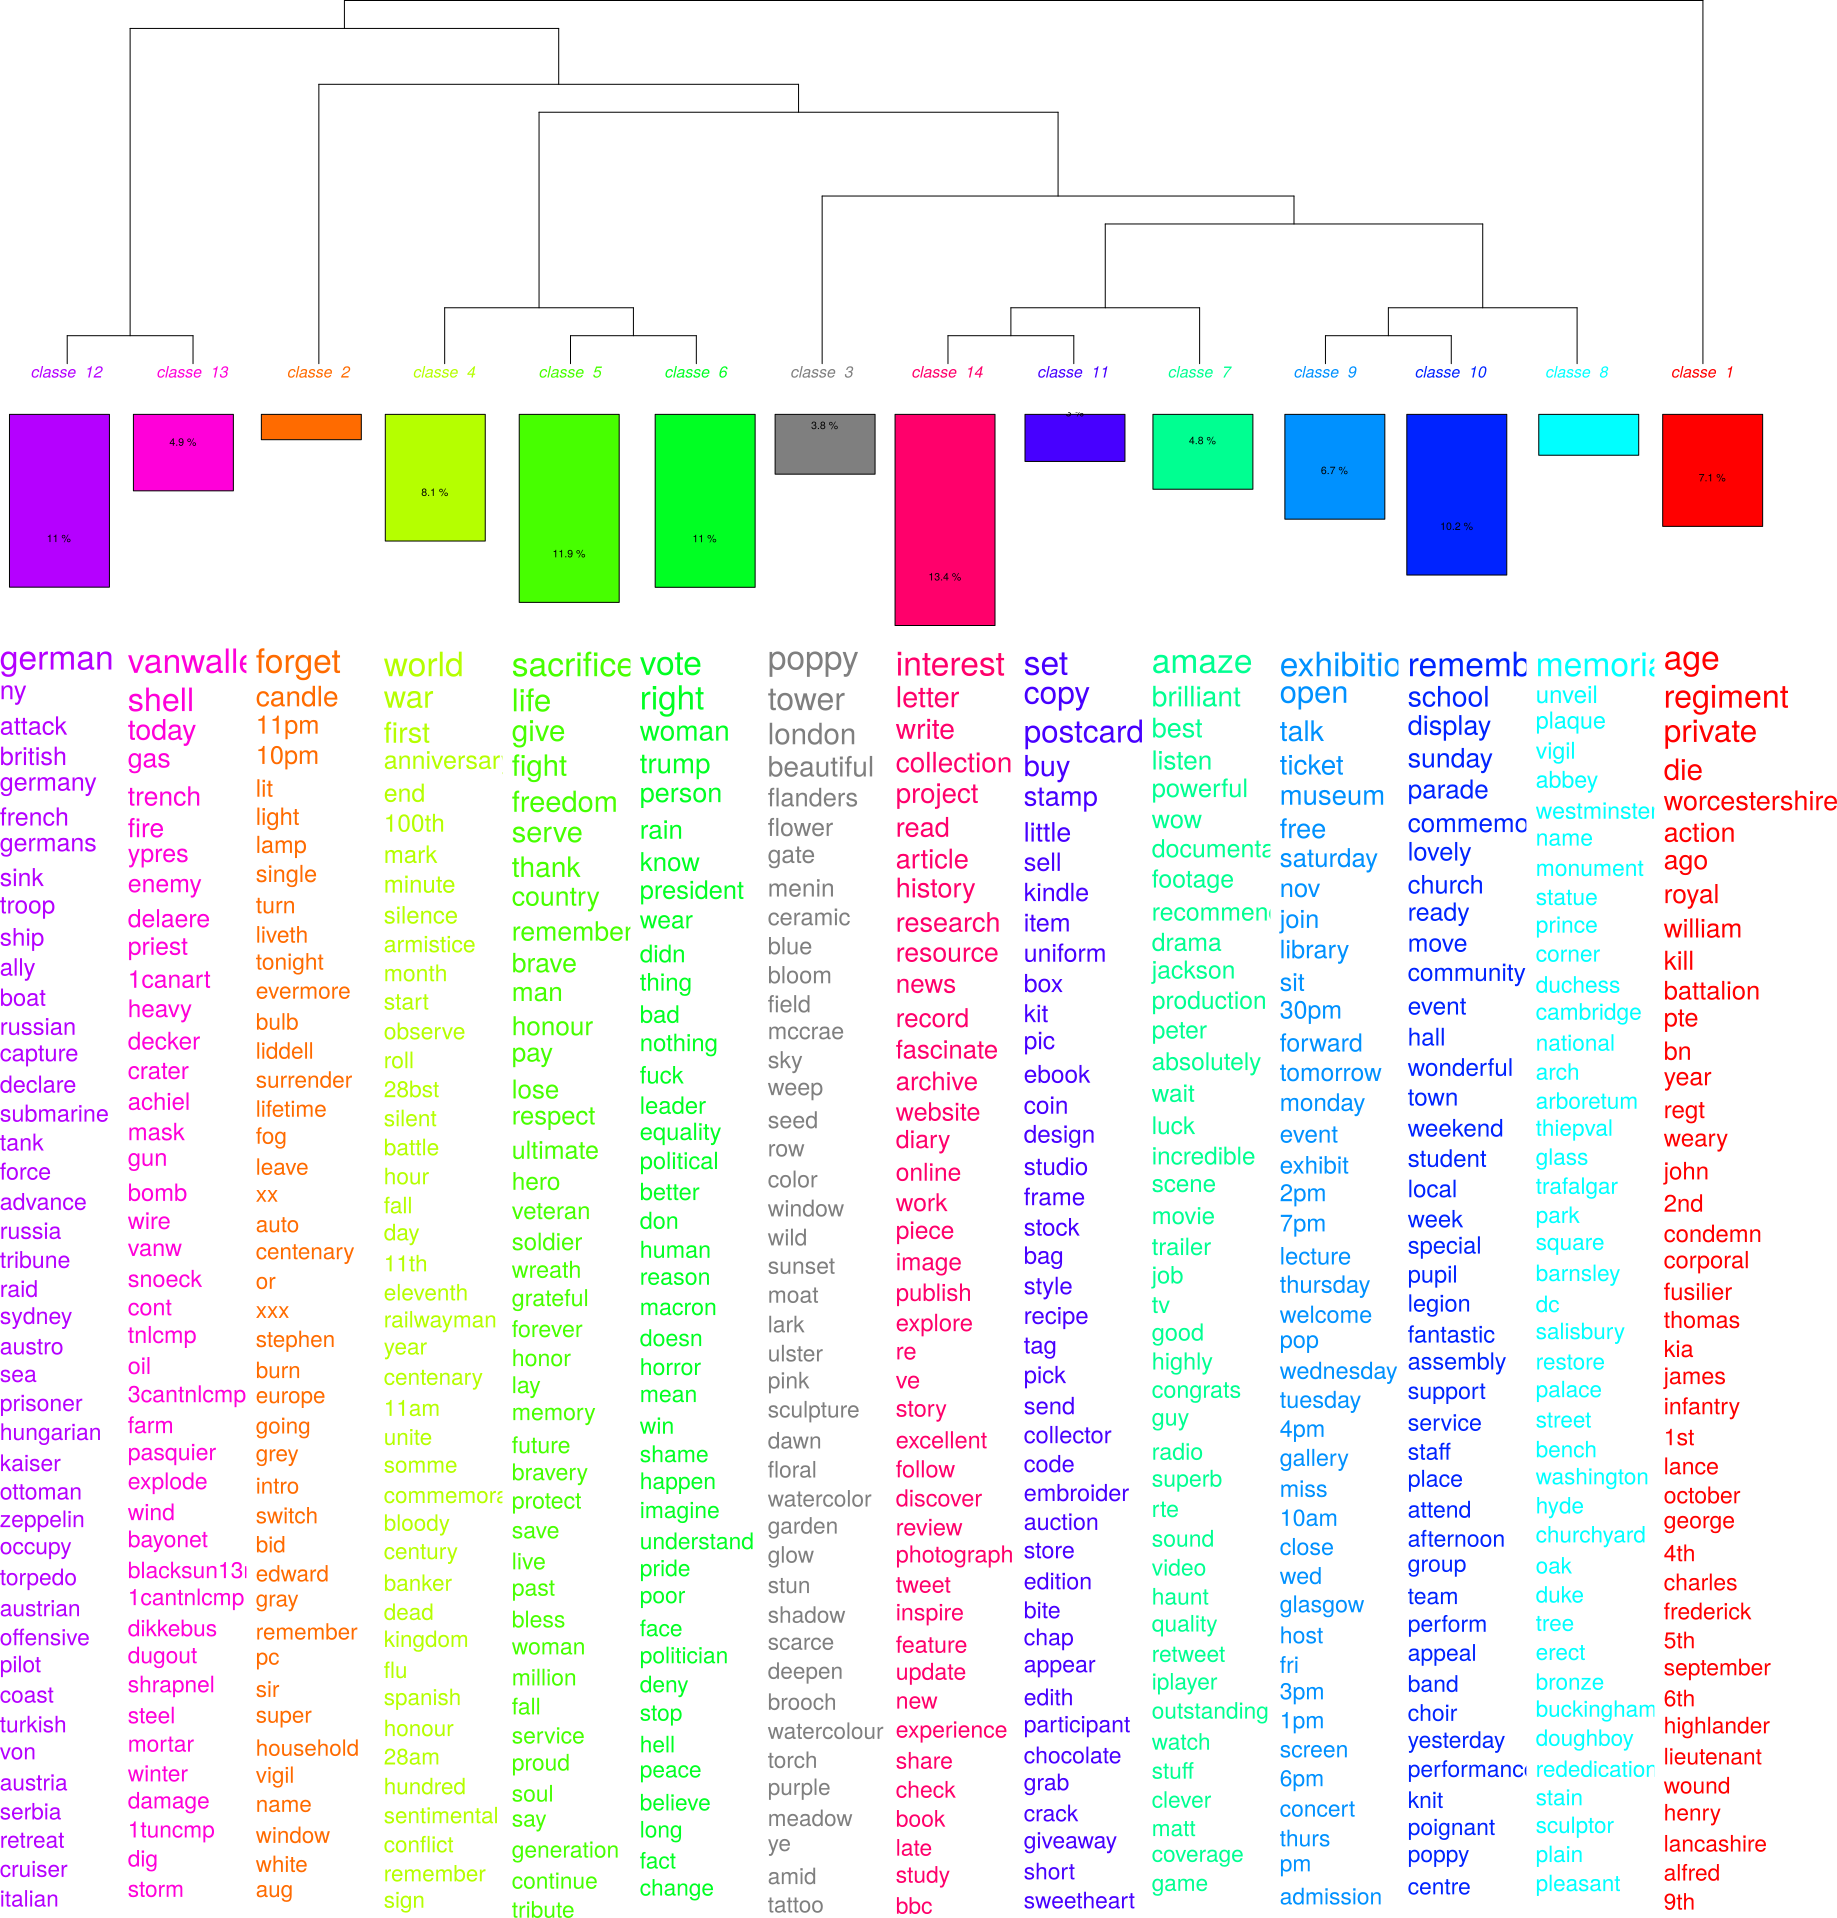 classe 12
classe 13
classe 2
classe 4
classe 5
classe 6
classe 3
classe 14
classe 11
classe 7
classe 9
classe 10
classe 8
classe 1
11 %
4.9 %
8.1 %
11.9 %
11 %
3.8 %
13.4 %
4.8 %
6.7 %
10.2 %
7.1 %
german
ny
attack
british
germany
french
germans
sink
troop
ship
ally
boat
russian
capture
declare
submarine
tank
force
advance
russia
tribune
raid
sydney
austro
sea
prisoner
hungarian
kaiser
ottoman
zeppelin
occupy
torpedo
austrian
offensive
pilot
coast
turkish
von
austria
serbia
retreat
cruiser
italian
vanwalle
shell
today
gas
trench
fire
ypres
enemy
delaere
priest
1canart
heavy
decker
crater
achiel
mask
gun
bomb
wire
vanw
snoeck
cont
tnlcmp
oil
3cantnlcmp
farm
pasquier
explode
wind
bayonet
blacksun13
1cantnlcmp
dikkebus
dugout
shrapnel
steel
mortar
winter
damage
1tuncmp
dig
storm
forget
candle
11pm
10pm
lit
light
lamp
single
turn
liveth
tonight
evermore
bulb
liddell
surrender
lifetime
fog
leave
xx
auto
centenary
or
xxx
stephen
burn
europe
going
grey
intro
switch
bid
edward
gray
remember
pc
sir
super
household
vigil
name
window
white
aug
world
war
first
anniversar
end
100th
mark
minute
silence
armistice
month
start
observe
roll
28bst
silent
battle
hour
fall
day
11th
eleventh
railwayman
year
centenary
11am
unite
somme
commemora
bloody
century
banker
dead
kingdom
flu
spanish
honour
28am
hundred
sentimental
conflict
remember
sign
sacrifice
life
give
fight
freedom
serve
thank
country
remember
brave
man
honour
pay
lose
respect
ultimate
hero
veteran
soldier
wreath
grateful
forever
honor
lay
memory
future
bravery
protect
save
live
past
bless
woman
million
fall
service
proud
soul
say
generation
continue
tribute
vote
right
woman
trump
person
rain
know
president
wear
didn
thing
bad
nothing
fuck
leader
equality
political
better
don
human
reason
macron
doesn
horror
mean
win
shame
happen
imagine
understand
pride
poor
face
politician
deny
stop
hell
peace
believe
long
fact
change
poppy
tower
london
beautiful
flanders
flower
gate
menin
ceramic
blue
bloom
field
mccrae
sky
weep
seed
row
color
window
wild
sunset
moat
lark
ulster
pink
sculpture
dawn
floral
watercolor
garden
glow
stun
shadow
scarce
deepen
brooch
watercolour
torch
purple
meadow
ye
amid
tattoo
interest
letter
write
collection
project
read
article
history
research
resource
news
record
fascinate
archive
website
diary
online
work
piece
image
publish
explore
re
ve
story
excellent
follow
discover
review
photograph
tweet
inspire
feature
update
new
experience
share
check
book
late
study
bbc
set
copy
postcard
buy
stamp
little
sell
kindle
item
uniform
box
kit
pic
ebook
coin
design
studio
frame
stock
bag
style
recipe
tag
pick
send
collector
code
embroider
auction
store
edition
bite
chap
appear
edith
participant
chocolate
grab
crack
giveaway
short
sweetheart
amaze
brilliant
best
listen
powerful
wow
documenta
footage
recommen
drama
jackson
production
peter
absolutely
wait
luck
incredible
scene
movie
trailer
job
tv
good
highly
congrats
guy
radio
superb
rte
sound
video
haunt
quality
retweet
iplayer
outstanding
watch
stuff
clever
matt
coverage
game
exhibitio
open
talk
ticket
museum
free
saturday
nov
join
library
sit
30pm
forward
tomorrow
monday
event
exhibit
2pm
7pm
lecture
thursday
welcome
pop
wednesday
tuesday
4pm
gallery
miss
10am
close
wed
glasgow
host
fri
3pm
1pm
screen
6pm
concert
thurs
pm
admission
rememb
school
display
sunday
parade
commemo
lovely
church
ready
move
community
event
hall
wonderful
town
weekend
student
local
week
special
pupil
legion
fantastic
assembly
support
service
staff
place
attend
afternoon
group
team
perform
appeal
band
choir
yesterday
performanc
knit
poignant
poppy
centre
memoria
unveil
plaque
vigil
abbey
westminster
name
monument
statue
prince
corner
duchess
cambridge
national
arch
arboretum
thiepval
glass
trafalgar
park
square
barnsley
dc
salisbury
restore
palace
street
bench
washington
hyde
churchyard
oak
duke
tree
erect
bronze
buckingham
doughboy
rededication
stain
sculptor
plain
pleasant
age
regiment
private
die
worcestershire
action
ago
royal
william
kill
battalion
pte
bn
year
regt
weary
john
2nd
condemn
corporal
fusilier
thomas
kia
james
infantry
1st
lance
october
george
4th
charles
frederick
5th
september
6th
highlander
lieutenant
wound
henry
lancashire
alfred
9th